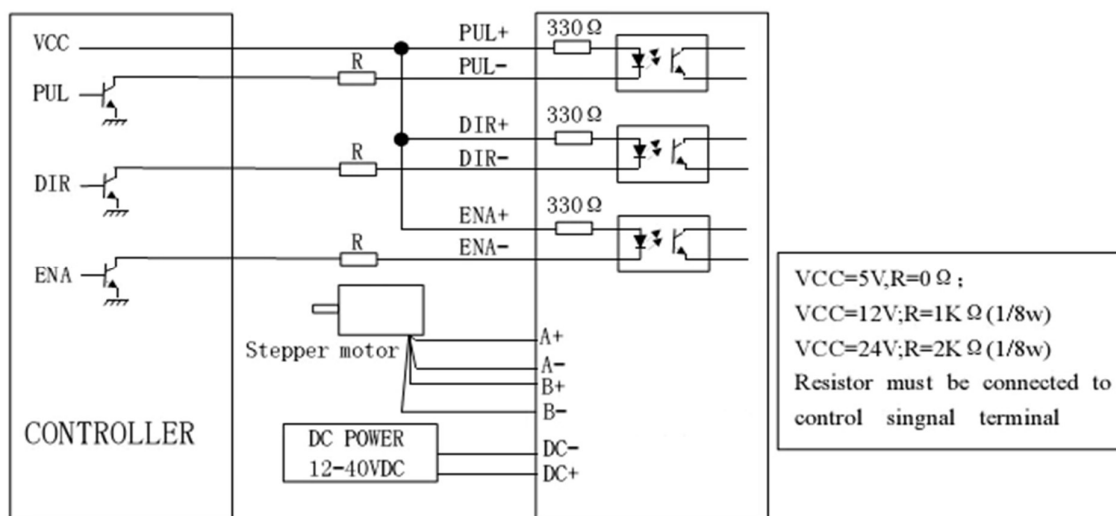 VCC
PUL
DIR
ENA
CONTROLLER
R
R
R
PUL+
PUL-
DIR+
DIR-
ENA+
ENA-
330Ω
330Ω
330Ω
Stepper motor
A+
A-
B+
B-
DC POWER
12-40VDC
DC-
DC+
VCC=5V,R=0Ω;
VCC=12V;R=1KΩ(1/8w)
VCC=24V;R=2KΩ(1/8w)
Resistor must be connected to
control singnal terminal